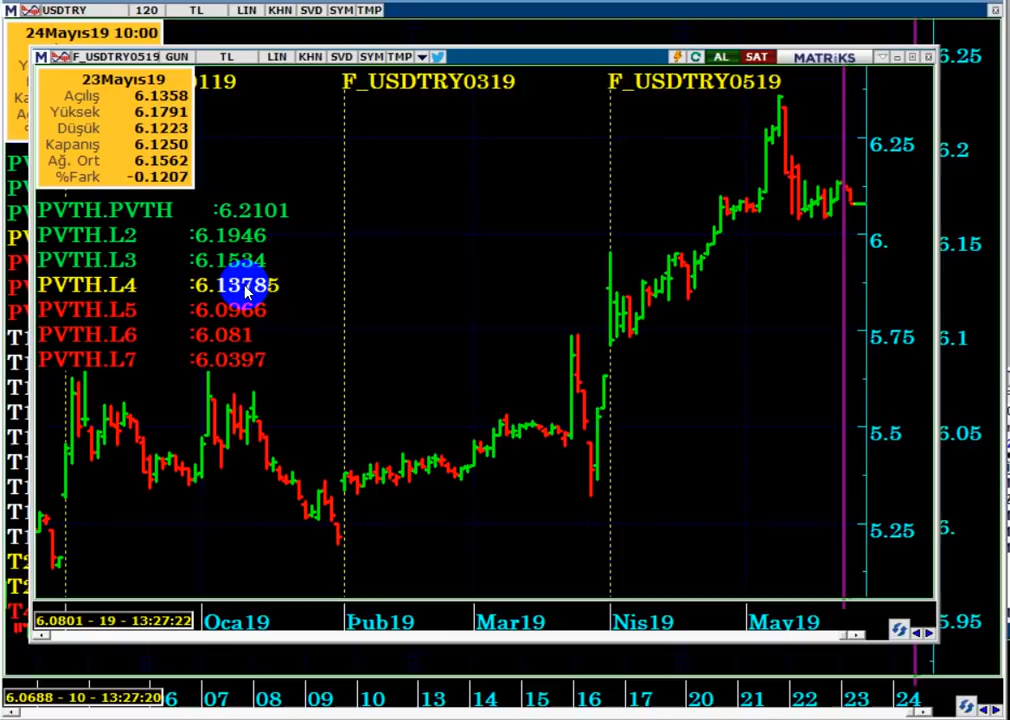 USDTRY 120 TL LIN KHN SVD SYM TMP
24Mayıs19 10:00
F_USDTRY0519 GUN TL LIN KHN SVD SYM TMP AL SAT MATRiKS
23Mayıs19
Açılış 6.1358
Yüksek 6.1791
Düşük 6.1223
Kapanış 6.1250
Ağ. Ort 6.1562
%Fark -0.1207
0119 F_USDTRY0319 F_USDTRY0519
PVTH.PVTH :6.2101
PVTH.L2 :6.1946
PVTH.L3 :6.1534
PVTH.L4 :6.13785
PVTH.L5 :6.0966
PVTH.L6 :6.081
PVTH.L7 :6.0397
6.25
6.
5.75
5.5
5.25
6.25
6.2
6.15
6.1
6.05
6.
5.95
6.0801 - 19 - 13:27:22 Oca19 Şub19 Mar19 Nis19 May19
6.0688 - 10 - 13:27:20 6 07 08 09 10 13 14 15 16 17 20 21 22 23 24